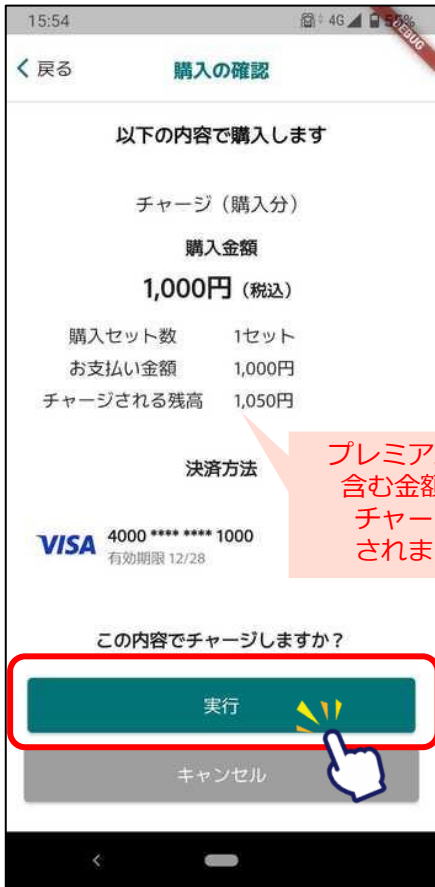 15:54
4G 55%
DEBUG
戻る
購入の確認
以下の内容で購入します
チャージ（購入分）
購入金額
1,000円（税込）
購入セット数 1セット
お支払い金額 1,000円
チャージされる残高 1,050円
プレミア
含む金額
チャー
されま
決済方法
VISA 4000 **** **** 1000
有効期限 12/28
この内容でチャージしますか？
実行
キャンセル